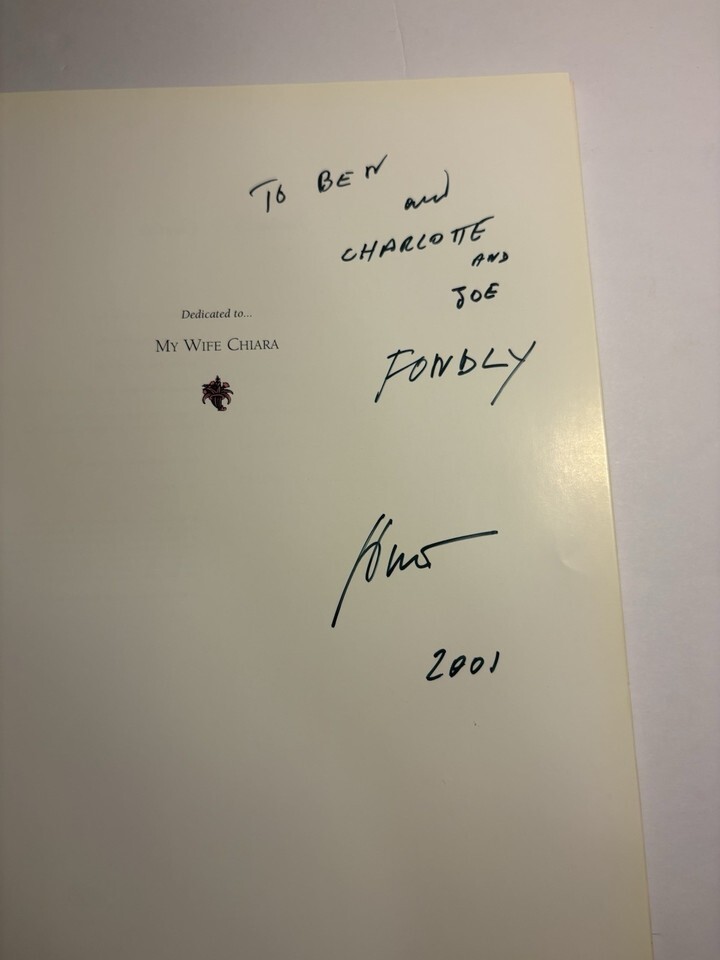 TO BEN
and
CHARLOTTE
AND
JOE
Dedicated to...
MY WIFE CHIARA
FONDLY
2001